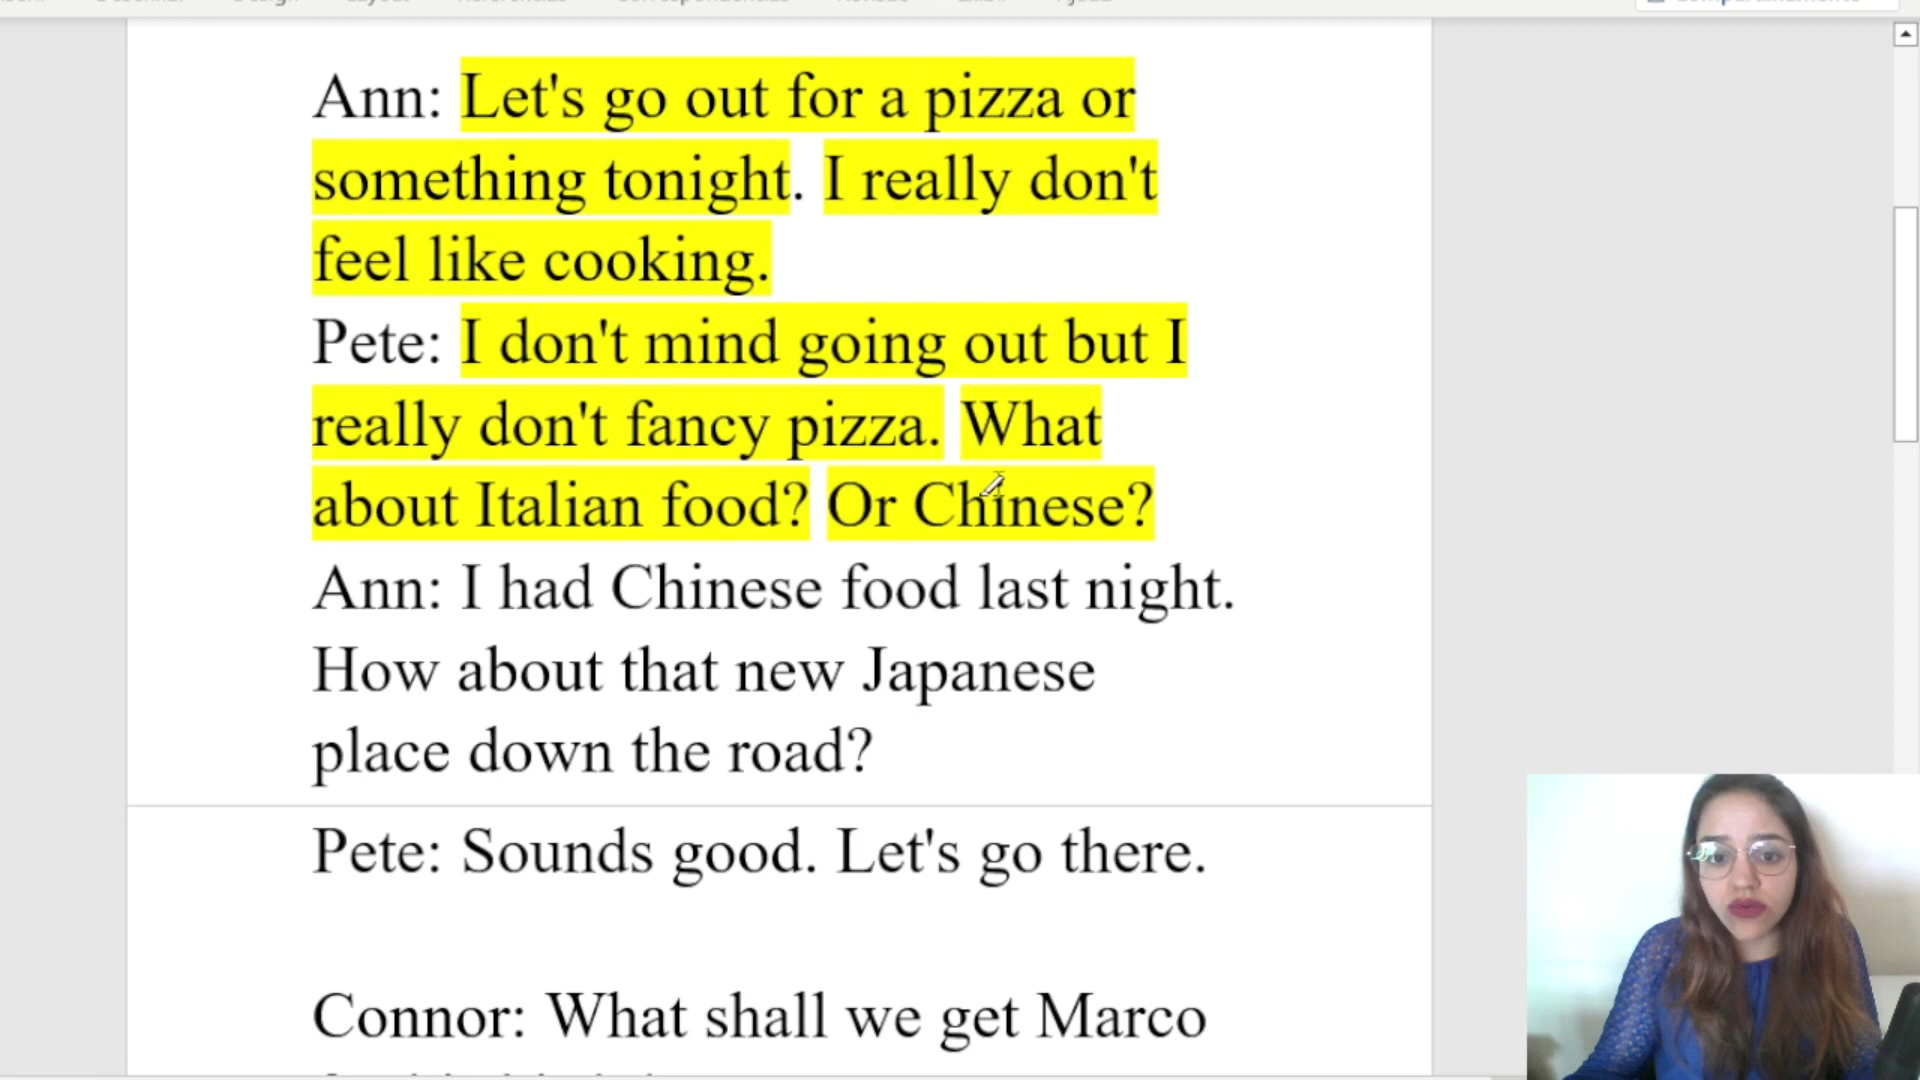 Ann: Let's go out for a pizza or
something tonight. I really don't
feel like cooking.
Pete: I don't mind going out but I
really don't fancy pizza. What
about Italian food? Or Chinese?
Ann: I had Chinese food last night.
How about that new Japanese
place down the road?
Pete: Sounds good. Let's go there.
Connor: What shall we get Marco